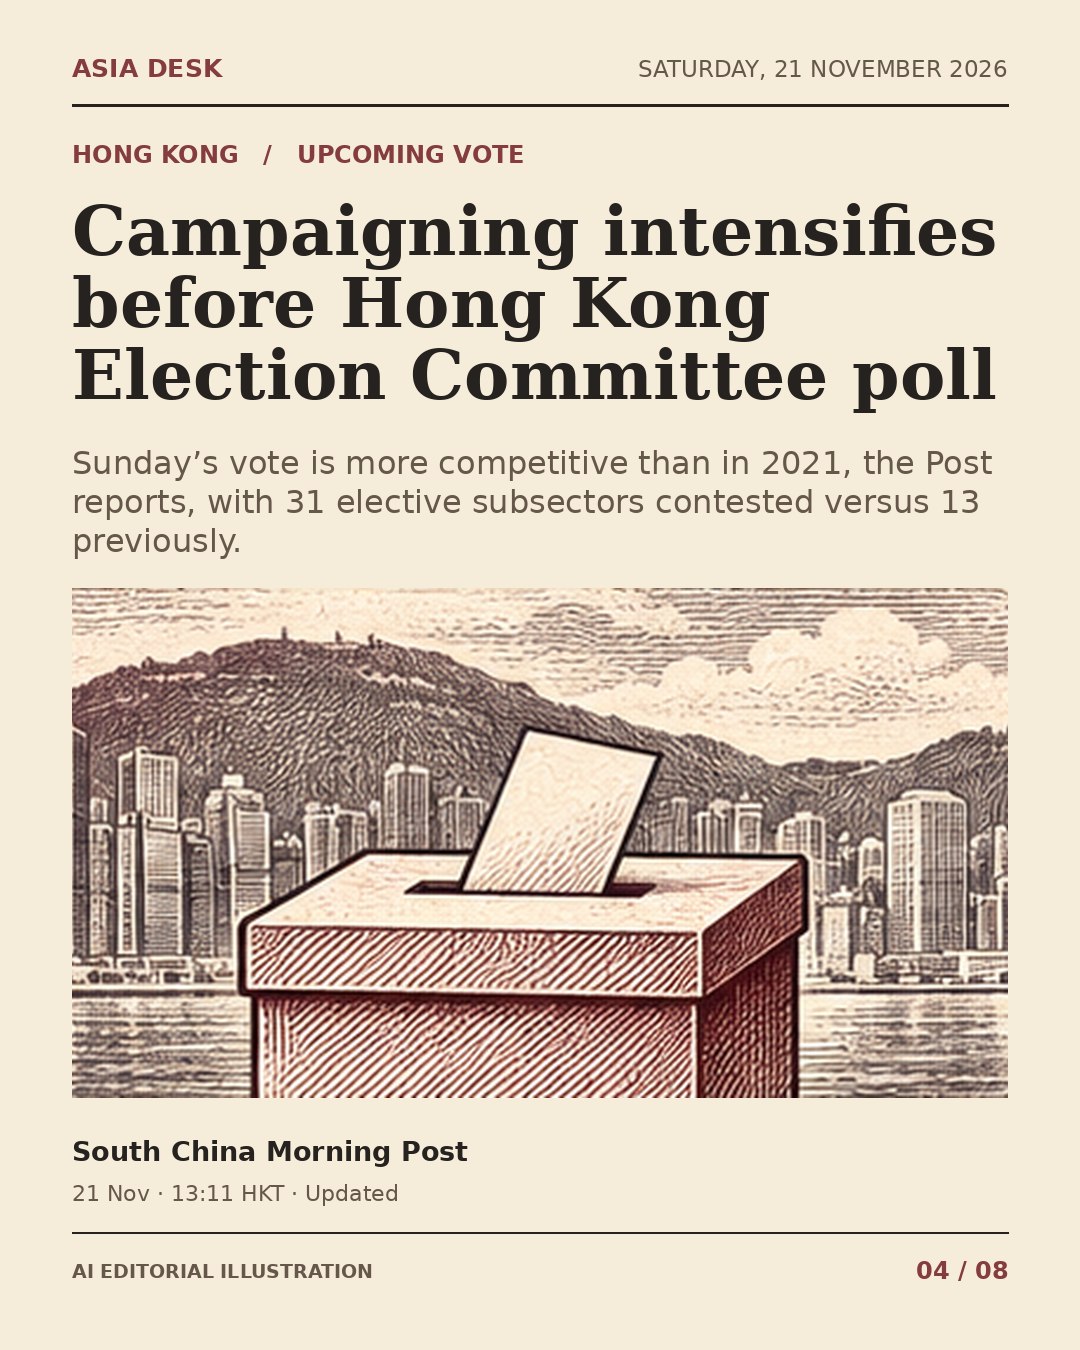 ASIA DESK
SATURDAY, 21 NOVEMBER 2026
HONG KONG / UPCOMING VOTE
Campaigning intensifies
before Hong Kong
Election Committee poll
Sunday’s vote is more competitive than in 2021, the Post
reports, with 31 elective subsectors contested versus 13
previously.
South China Morning Post
21 Nov · 13:11 HKT · Updated
AI EDITORIAL ILLUSTRATION
04 / 08